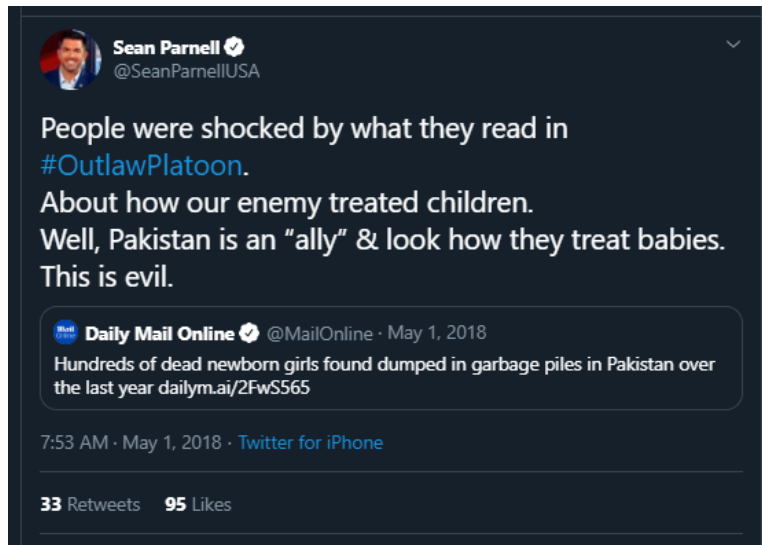 Sean Parnell
@SeanParnellUSA
People were shocked by what they read in
#OutlawPlatoon.
About how our enemy treated children.
Well, Pakistan is an “ally” & look how they treat babies.
This is evil.
Mail Online
Daily Mail Online @MailOnline · May 1, 2018
Hundreds of dead newborn girls found dumped in garbage piles in Pakistan over
the last year dailym.ai/2FwS565
7:53 AM · May 1, 2018 · Twitter for iPhone
33 Retweets 95 Likes